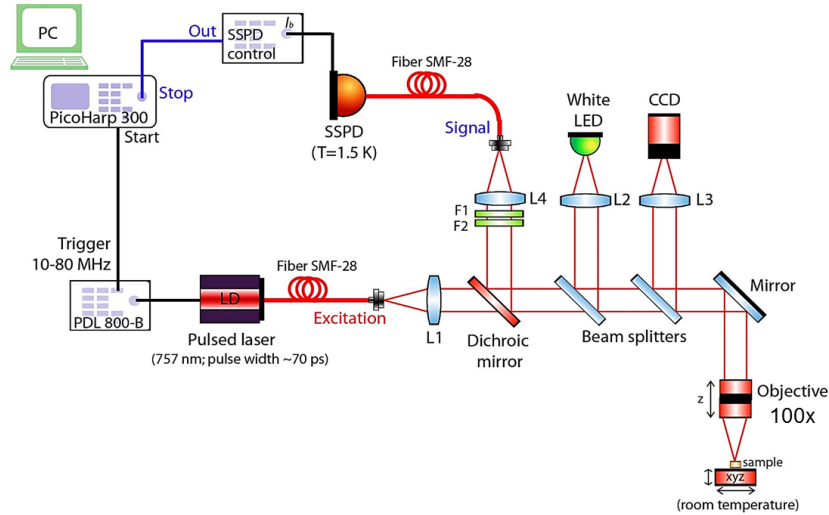 PC
Out
I_b
SSPD
control
Stop
PicoHarp 300
Start
Fiber SMF-28
SSPD
(T=1.5 K)
Signal
White
LED
CCD
L4
F1
F2
L2
L3
Trigger
10-80 MHz
PDL 800-B
Fiber SMF-28
LD
Excitation
Pulsed laser
(757 nm; pulse width ~70 ps)
L1
Dichroic
mirror
Beam splitters
Mirror
z
Objective
100x
sample
xyz
(room temperature)